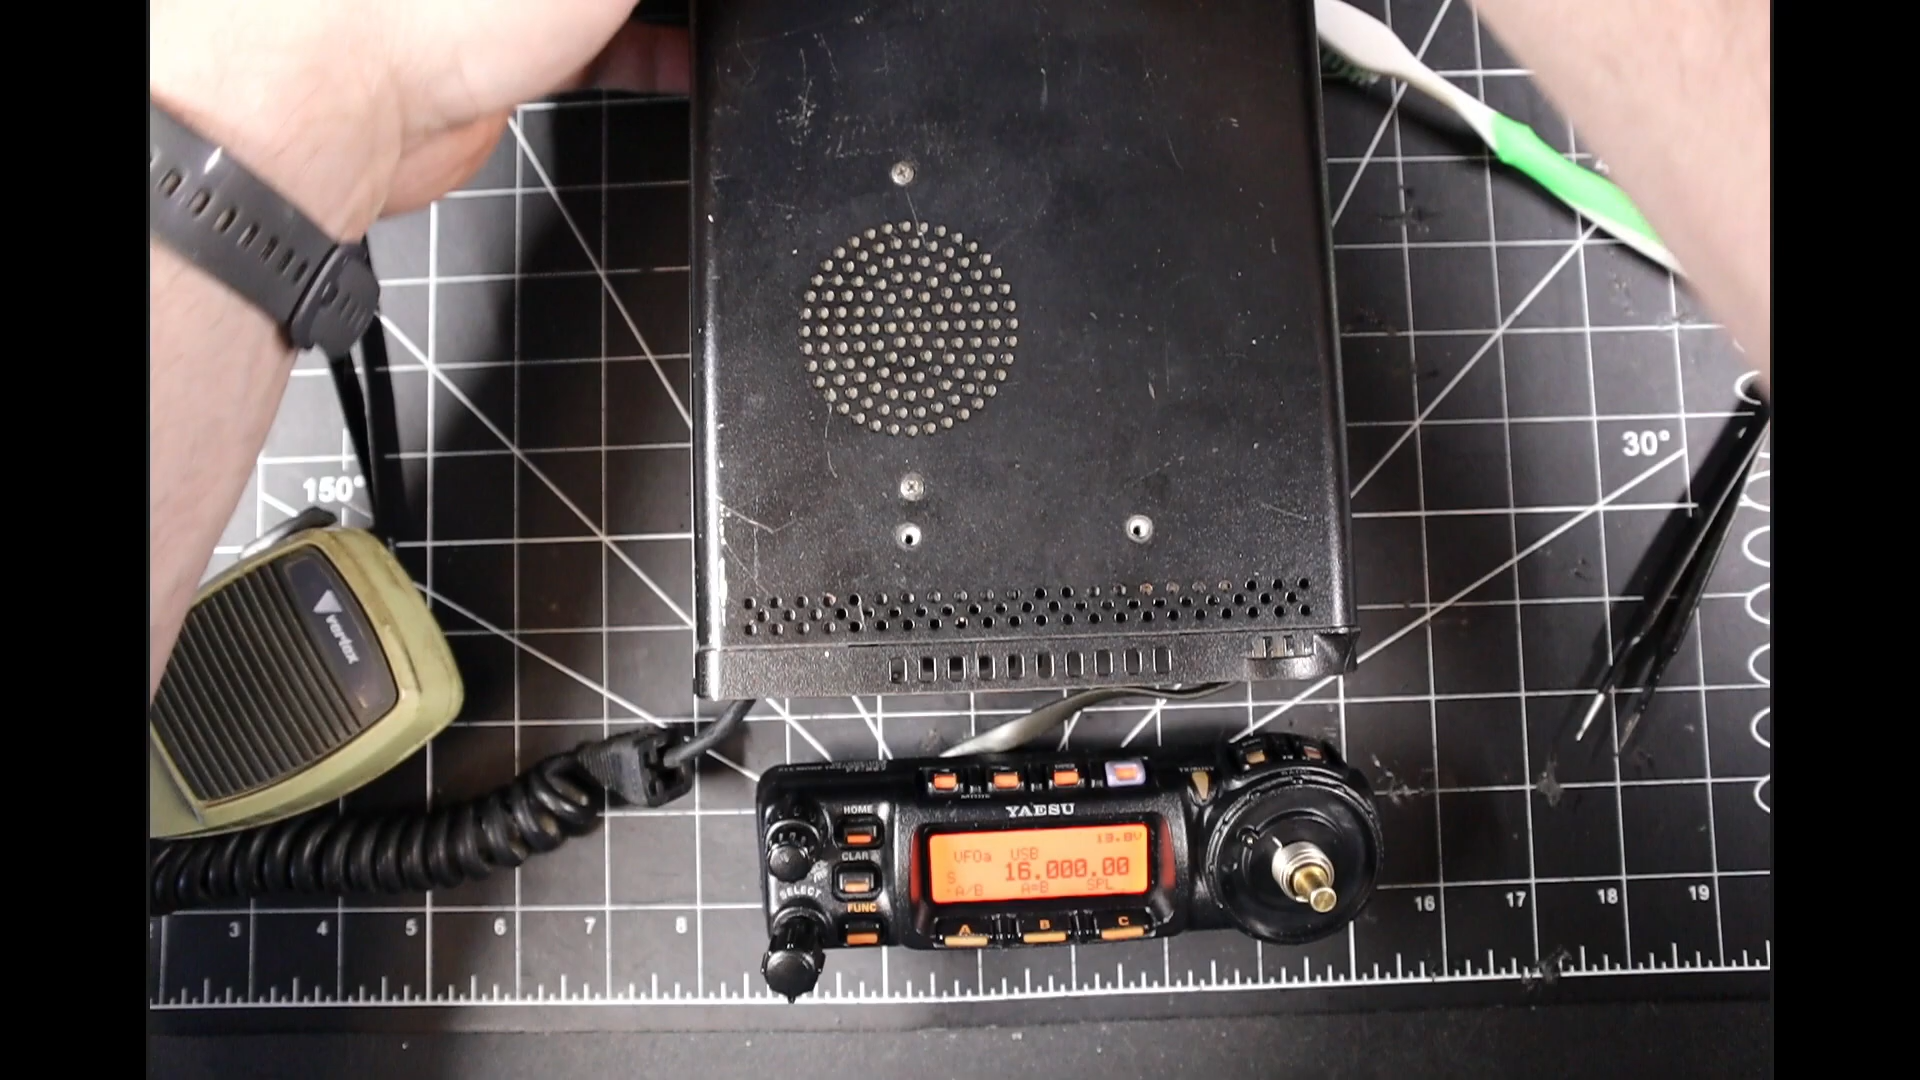 150°
30°
vertex
YAESU
HOME
CLAR
SELECT
FUNC
13.8V
VFOa USB
S 16.000.00
A/B A=B SPL
A B C
3 4 5 6 7 8 16 17 18 19